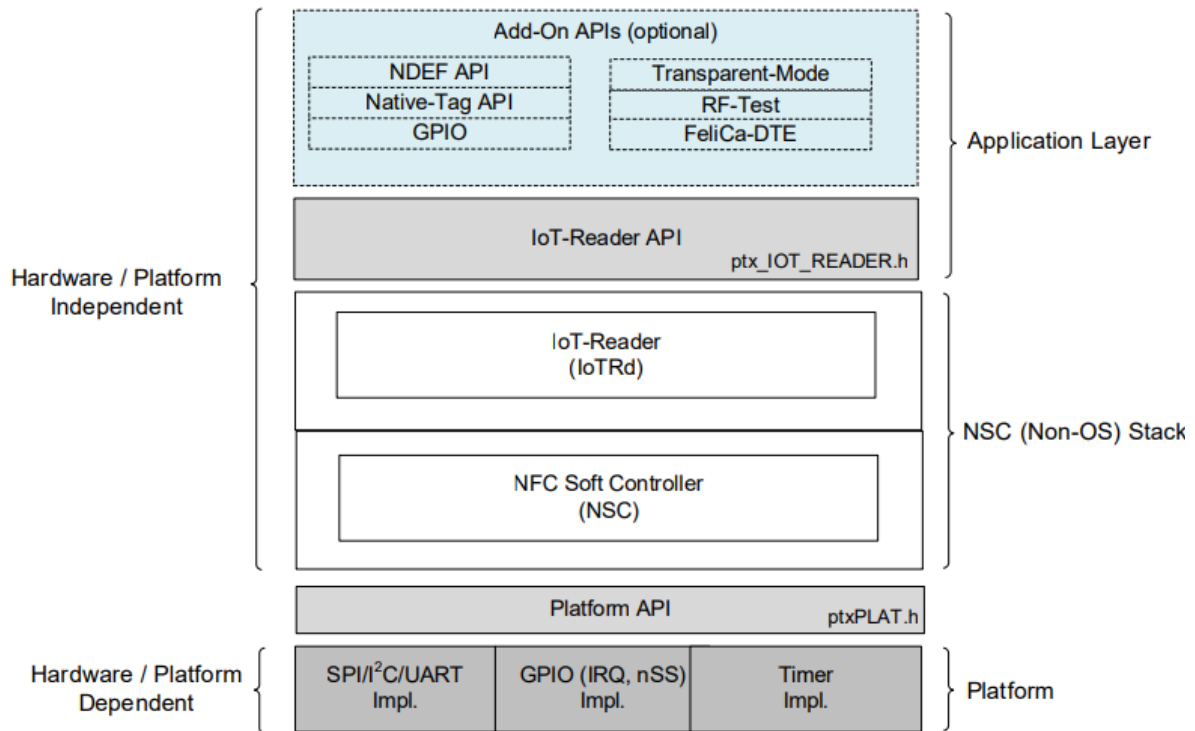 Add-On APIs (optional)
NDEF API
Native-Tag API
GPIO
Transparent-Mode
RF-Test
FeliCa-DTE
Application Layer
IoT-Reader API
ptx_IOT_READER.h
Hardware / Platform
Independent
IoT-Reader
(IoTRd)
NSC (Non-OS) Stack
NFC Soft Controller
(NSC)
Platform API
ptxPLAT.h
Hardware / Platform
Dependent
SPI/I²C/UART
Impl.
GPIO (IRQ, nSS)
Impl.
Timer
Impl.
Platform